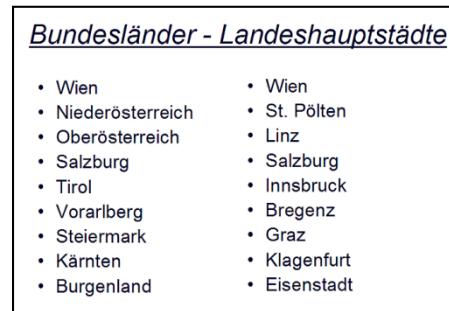 Bundesländer - Landeshauptstädte
• Wien
• Niederösterreich
• Oberösterreich
• Salzburg
• Tirol
• Vorarlberg
• Steiermark
• Kärnten
• Burgenland
• Wien
• St. Pölten
• Linz
• Salzburg
• Innsbruck
• Bregenz
• Graz
• Klagenfurt
• Eisenstadt